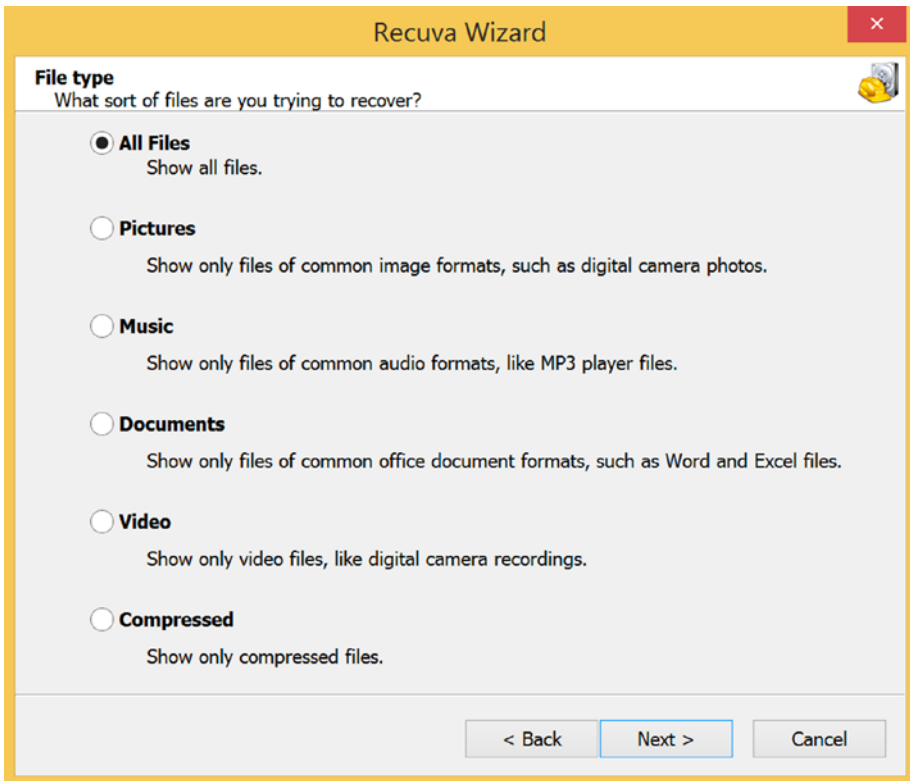 Recuva Wizard
File type
What sort of files are you trying to recover?
All Files
Show all files.
Pictures
Show only files of common image formats, such as digital camera photos.
Music
Show only files of common audio formats, like MP3 player files.
Documents
Show only files of common office document formats, such as Word and Excel files.
Video
Show only video files, like digital camera recordings.
Compressed
Show only compressed files.
< Back Next > Cancel